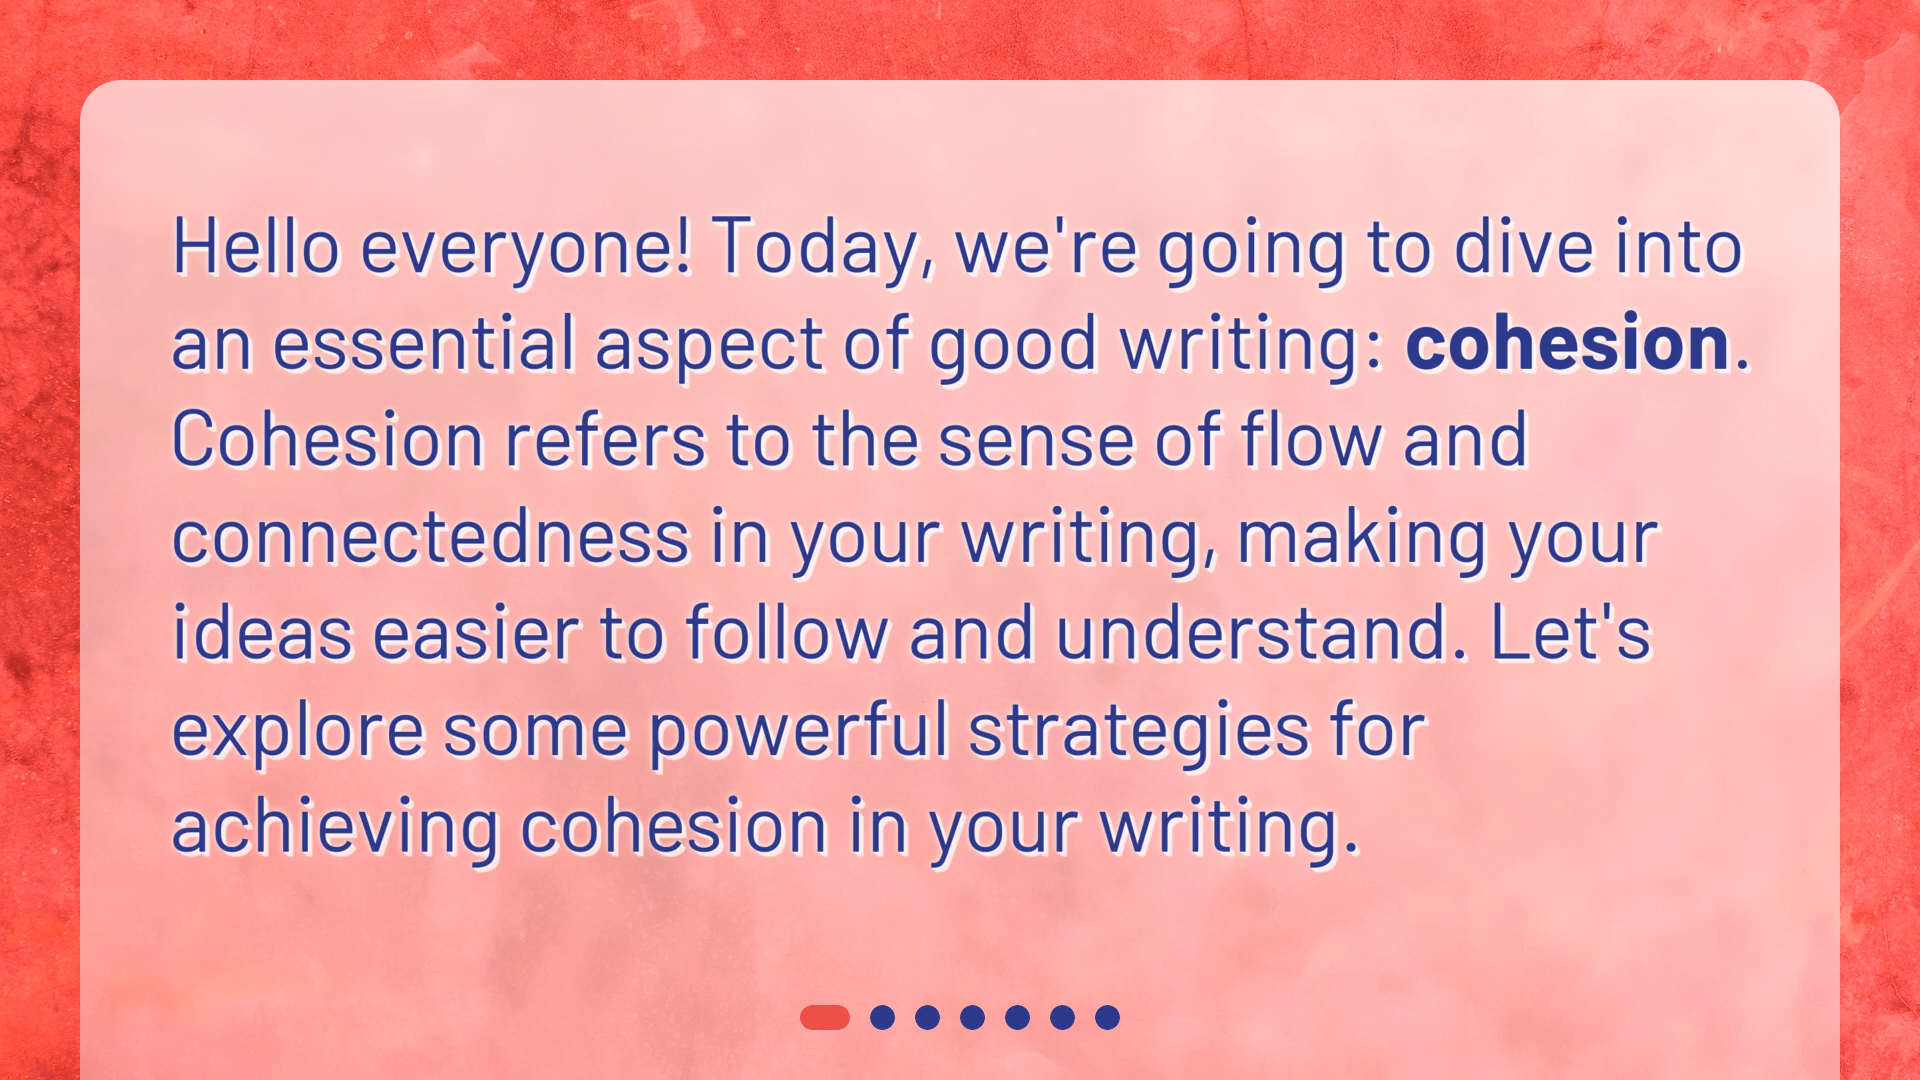 Hello everyone! Today, we're going to dive into
an essential aspect of good writing: cohesion.
Cohesion refers to the sense of flow and
connectedness in your writing, making your
ideas easier to follow and understand. Let's
explore some powerful strategies for
achieving cohesion in your writing.